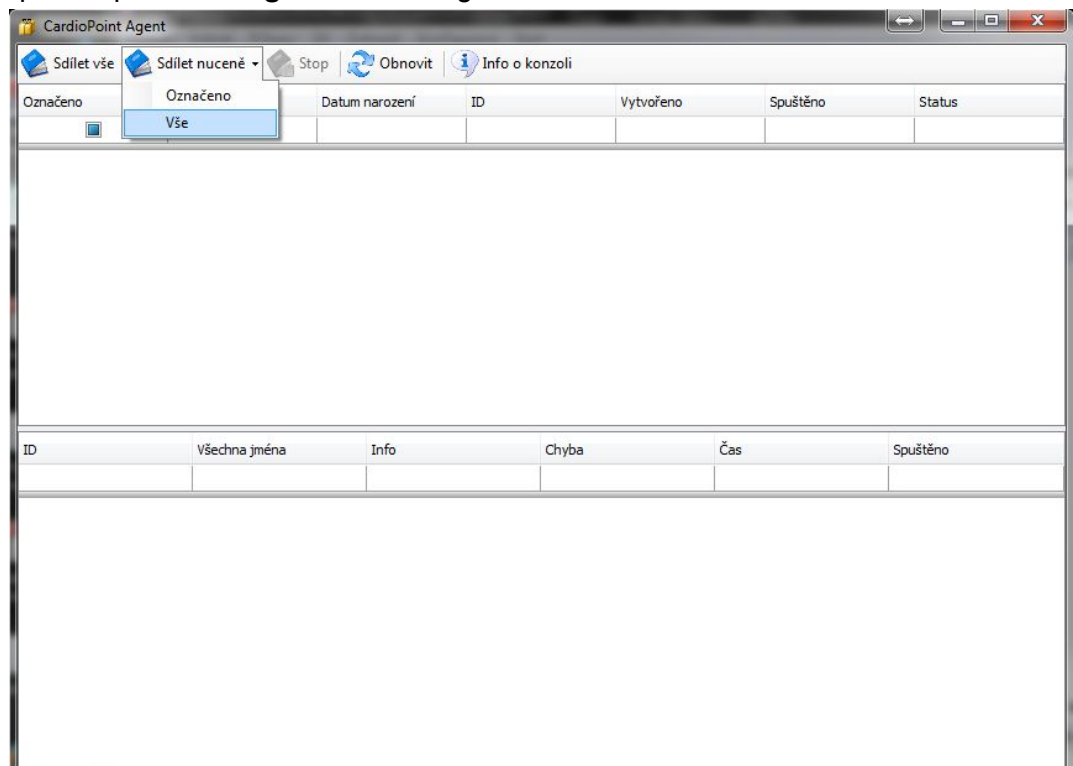 CardioPoint Agent
Sdílet vše Sdílet nuceně Stop Obnovit Info o konzoli
Označeno
Vše
Označeno Datum narození ID Vytvořeno Spuštěno Status
ID Všechna jména Info Chyba Čas Spuštěno